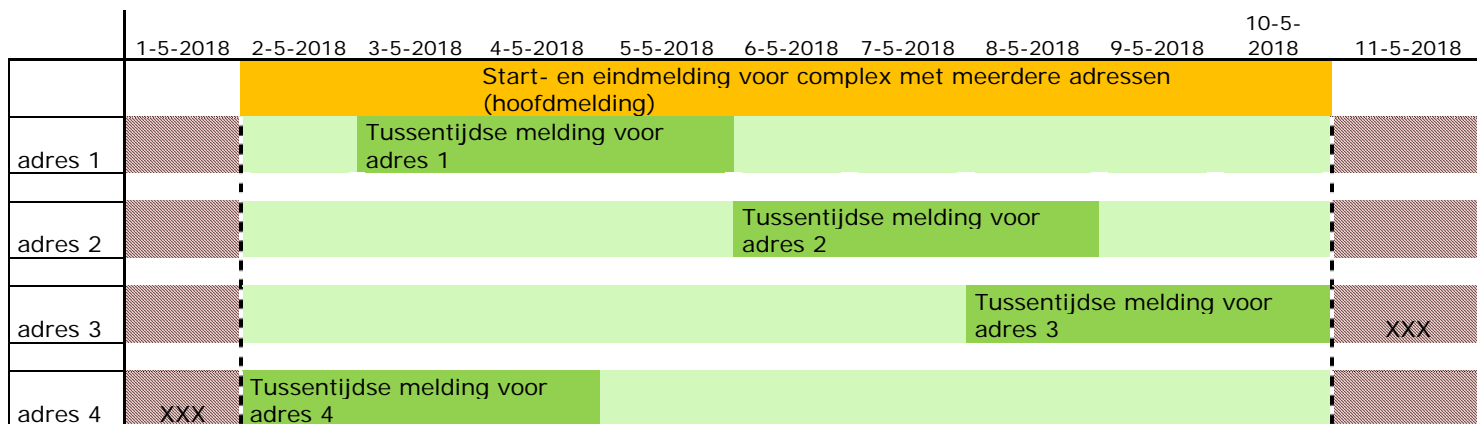 1-5-2018 2-5-2018 3-5-2018 4-5-2018 5-5-2018 6-5-2018 7-5-2018 8-5-2018 9-5-2018 10-5-
2018 11-5-2018
Start- en eindmelding voor complex met meerdere adressen
(hoofdmelding)
adres 1 Tussentijdse melding voor
adres 1
adres 2 Tussentijdse melding voor
adres 2
adres 3 Tussentijdse melding voor
adres 3 XXX
adres 4 XXX Tussentijdse melding voor
adres 4